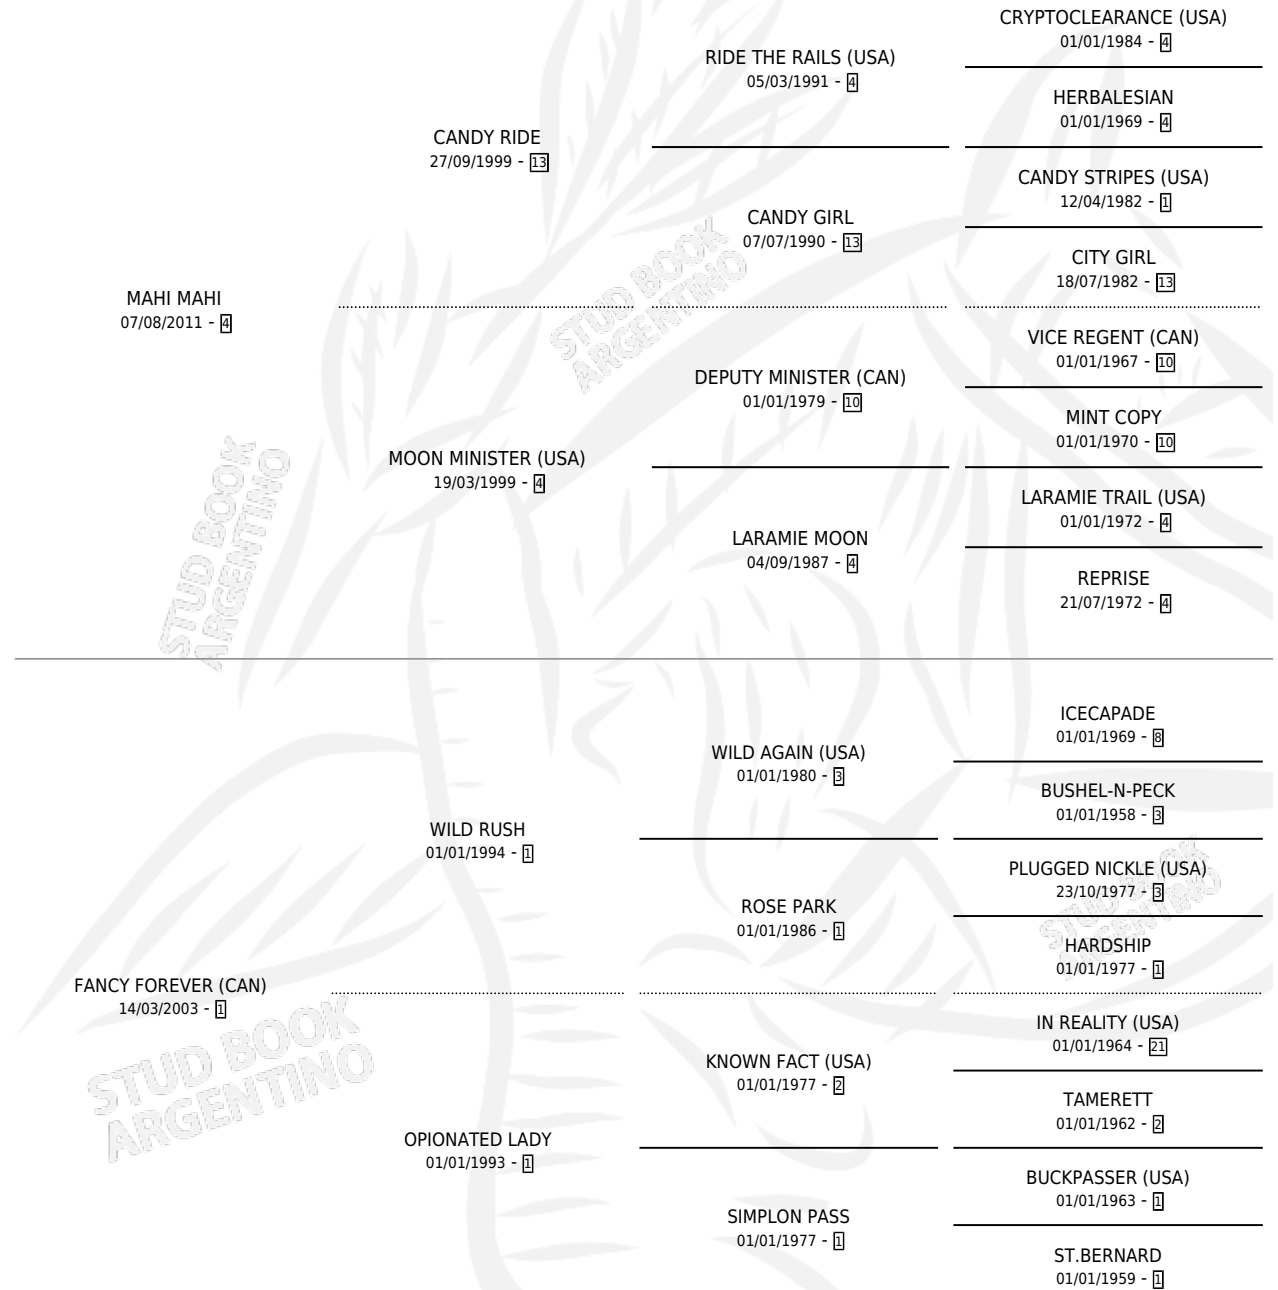 CRYPTOCLEARANCE (USA)
01/01/1984 - 4
RIDE THE RAILS (USA)
05/03/1991 - 4
HERBALESIAN
01/01/1969 - 4
CANDY RIDE
27/09/1999 - 13
CANDY STRIPES (USA)
12/04/1982 - 1
CANDY GIRL
07/07/1990 - 13
CITY GIRL
18/07/1982 - 13
MAHI MAHI
07/08/2011 - 4
VICE REGENT (CAN)
01/01/1967 - 10
DEPUTY MINISTER (CAN)
01/01/1979 - 10
MINT COPY
01/01/1970 - 10
MOON MINISTER (USA)
19/03/1999 - 4
LARAMIE TRAIL (USA)
01/01/1972 - 4
LARAMIE MOON
04/09/1987 - 4
REPRISE
21/07/1972 - 4
ICECAPADE
01/01/1969 - 8
WILD AGAIN (USA)
01/01/1980 - 3
BUSHEL-N-PECK
01/01/1958 - 3
WILD RUSH
01/01/1994 - 1
PLUGGED NICKLE (USA)
23/10/1977 - 3
ROSE PARK
01/01/1986 - 1
HARDSHIP
01/01/1977 - 1
FANCY FOREVER (CAN)
14/03/2003 - 1
IN REALITY (USA)
01/01/1964 - 21
KNOWN FACT (USA)
01/01/1977 - 2
TAMERETT
01/01/1962 - 2
OPIONATED LADY
01/01/1993 - 1
BUCKPASSER (USA)
01/01/1963 - 1
SIMPLON PASS
01/01/1977 - 1
ST.BERNARD
01/01/1959 - 1
STUD BOOK
ARGENTINO
STUD BOOK
ARGENTINO
STUD BOOK
ARGENTINO
STUD BOOK
ARGENTINO